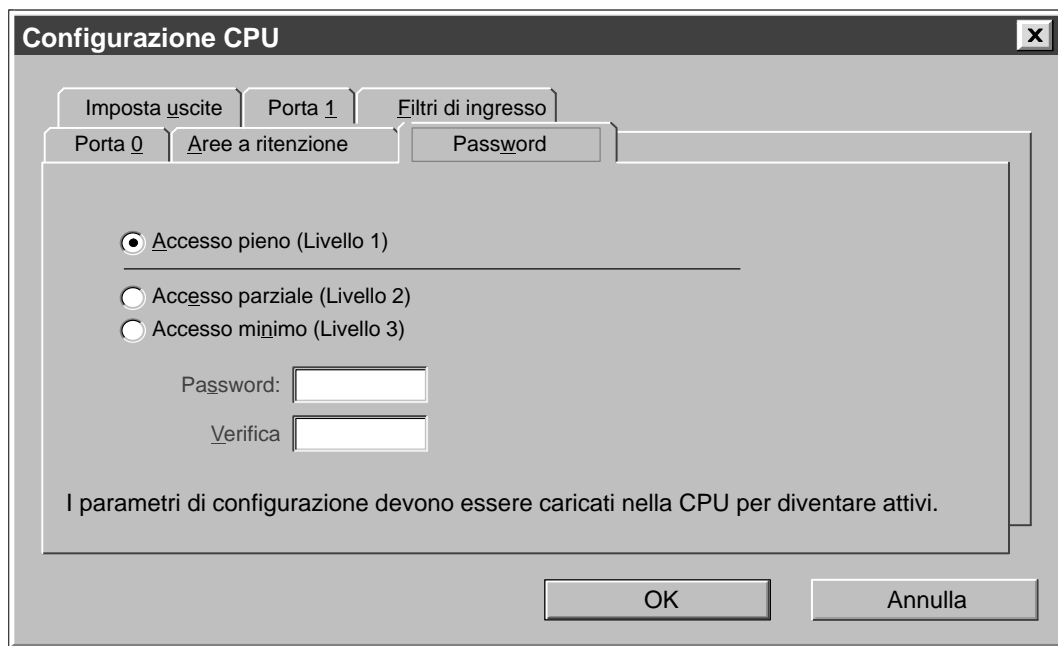 Configurazione CPU
Imposta uscite
Porta 1
Filtri di ingresso
Porta 0
Aree a ritenzione
Password
Accesso pieno (Livello 1)
Accesso parziale (Livello 2)
Accesso minimo (Livello 3)
Password:
Verifica
I parametri di configurazione devono essere caricati nella CPU per diventare attivi.
OK
Annulla